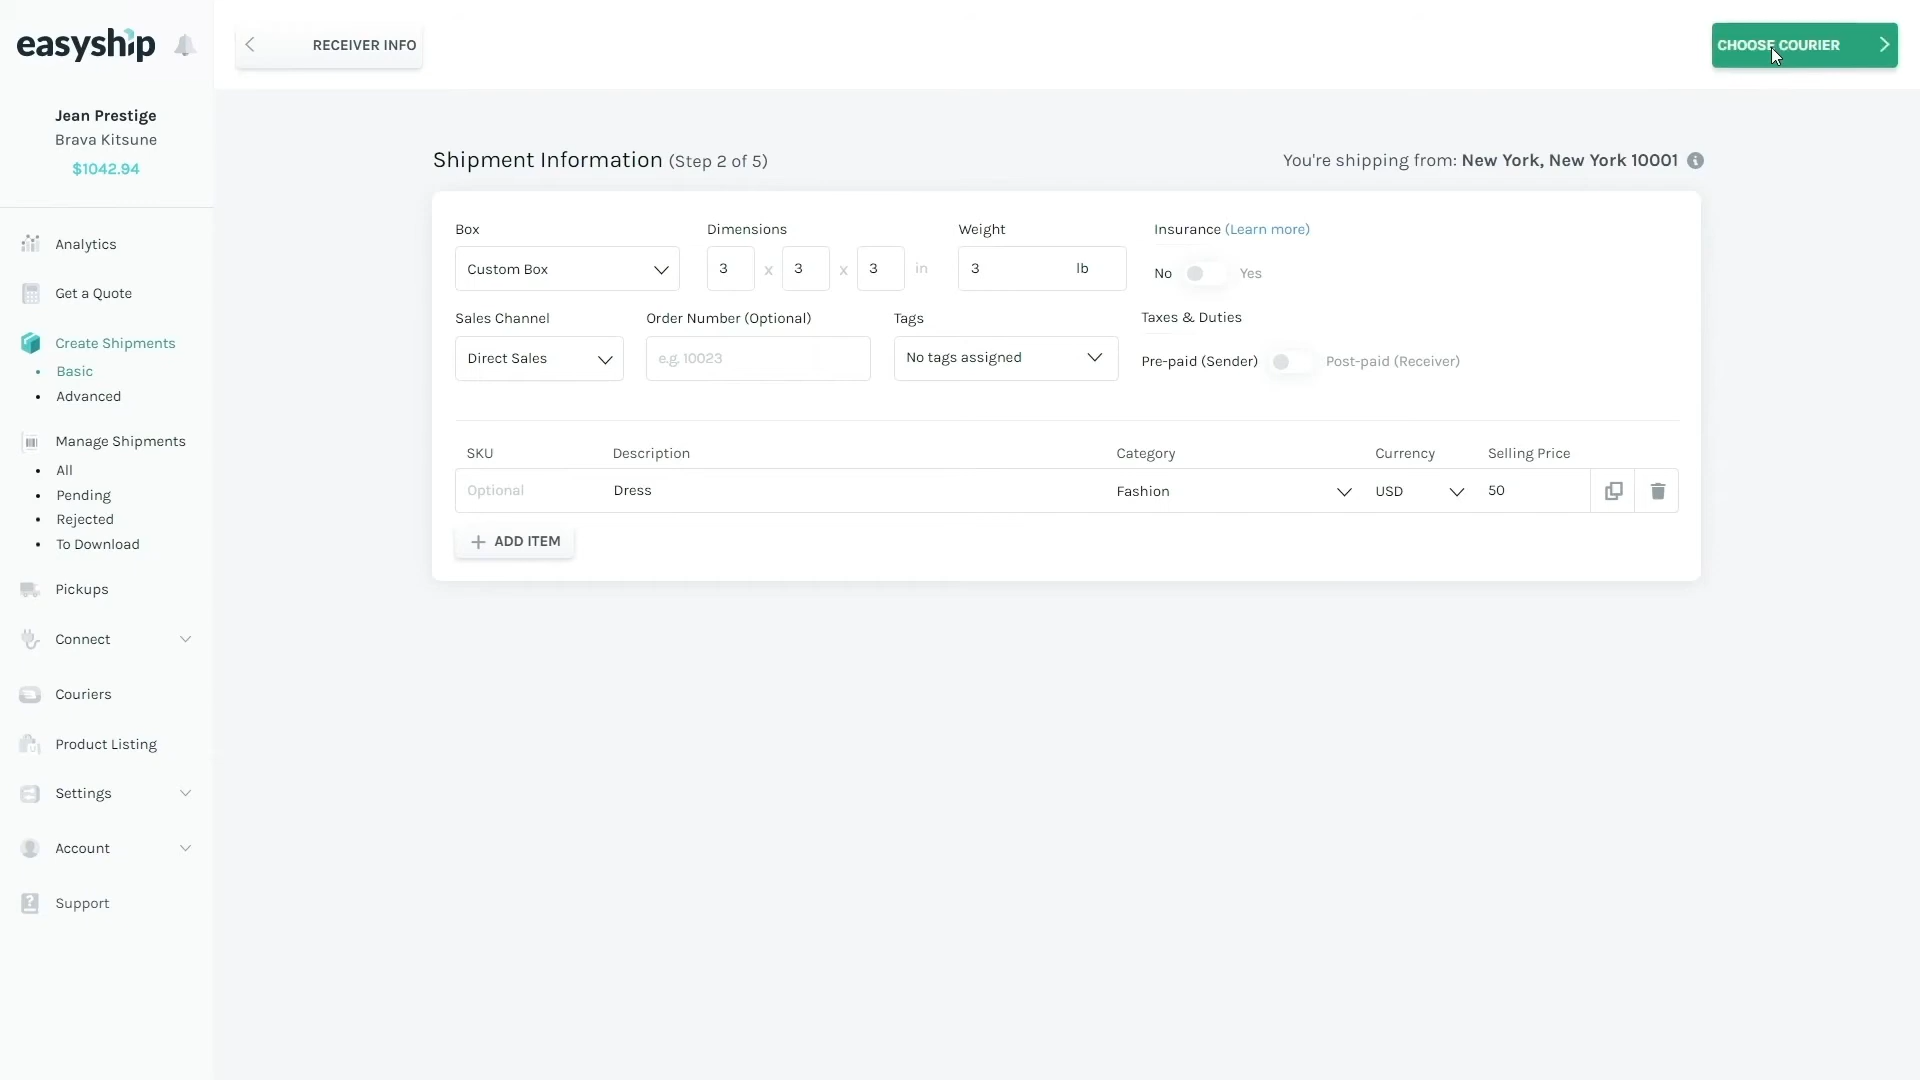 easyship
RECEIVER INFO
CHOOSE COURIER
Jean Prestige
Brava Kitsune
$1042.94
Analytics
Get a Quote
Create Shipments
Basic
Advanced
Manage Shipments
All
Pending
Rejected
To Download
Pickups
Connect
Couriers
Product Listing
Settings
Account
Support
Shipment Information (Step 2 of 5)
You're shipping from: New York, New York 10001
Box
Dimensions
Weight
Insurance (Learn more)
Custom Box
3 x 3 x 3 in
3 lb
No Yes
Sales Channel
Order Number (Optional)
Tags
Taxes & Duties
Direct Sales
e.g. 10023
No tags assigned
Pre-paid (Sender) Post-paid (Receiver)
SKU Description Category Currency Selling Price
Optional Dress Fashion USD 50
+ ADD ITEM